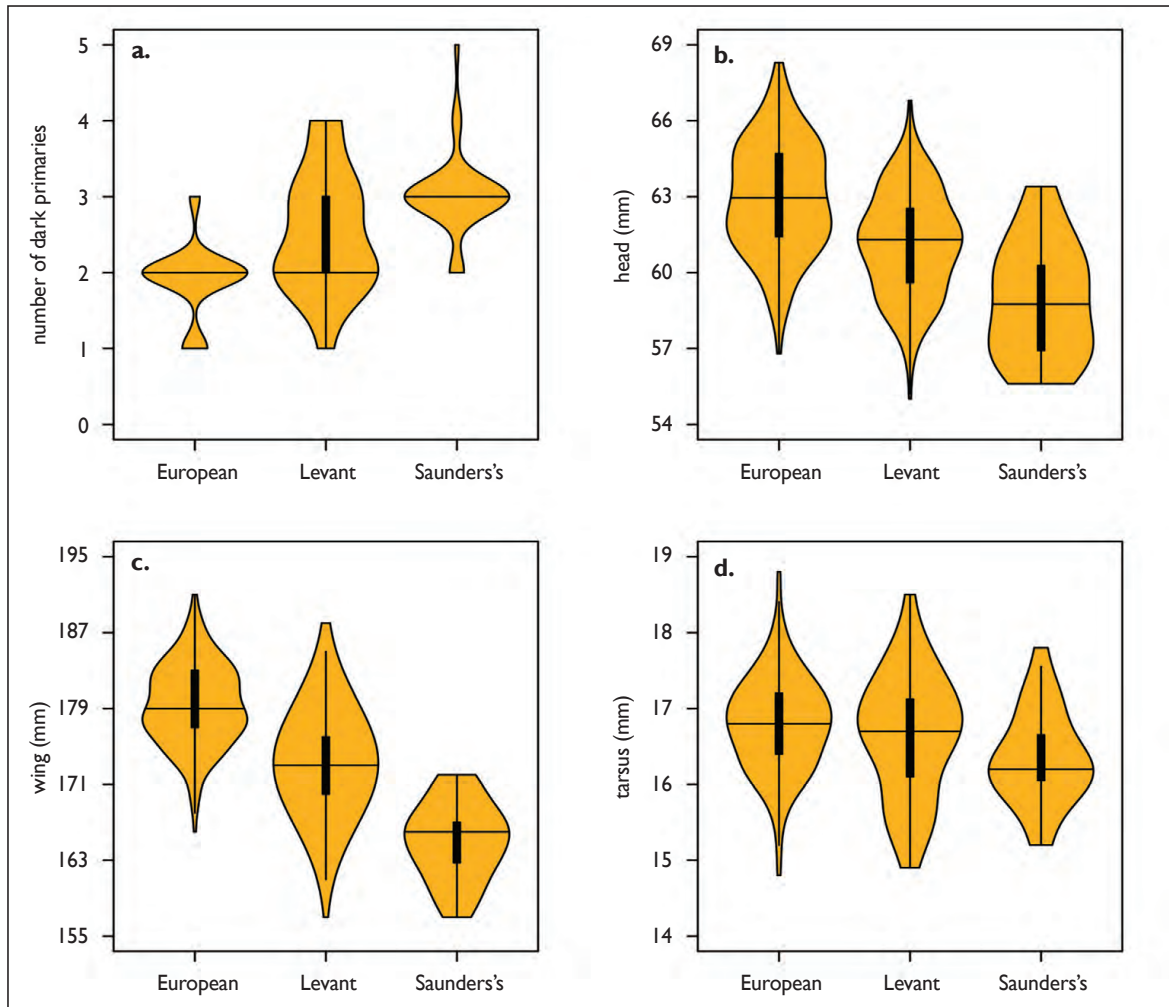 a.
number of dark primaries
5
4
3
2
1
0
European Levant Saunders's
b.
head (mm)
69
66
63
60
57
54
European Levant Saunders's
c.
wing (mm)
195
187
179
171
163
155
European Levant Saunders's
d.
tarsus (mm)
19
18
17
16
15
14
European Levant Saunders's